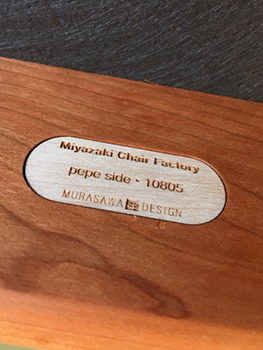 Miyazaki Chair Factory
pepe side・10805
MURASAWA DESIGN